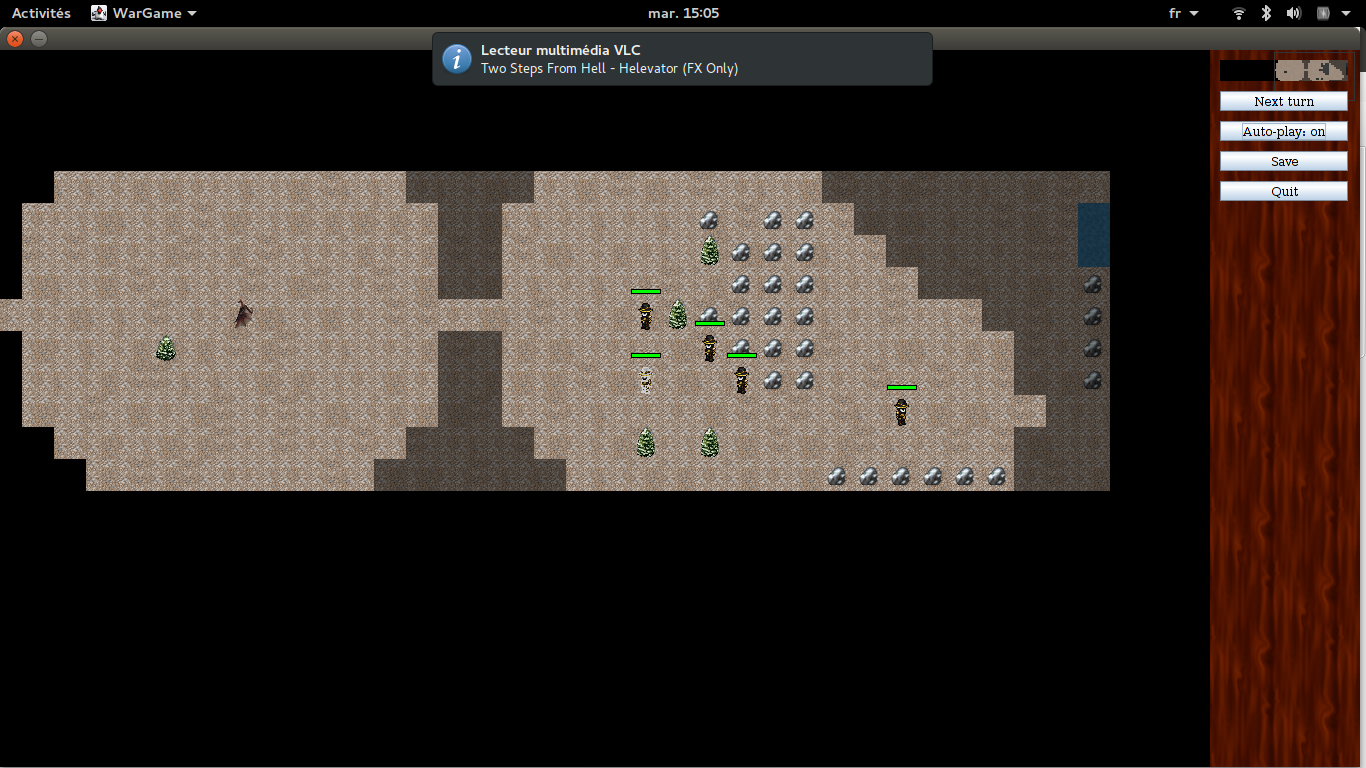 Activités WarGame mar. 15:05 fr
Lecteur multimédia VLC
Two Steps From Hell - Helevator (FX Only)
Next turn
Auto-play: on
Save
Quit